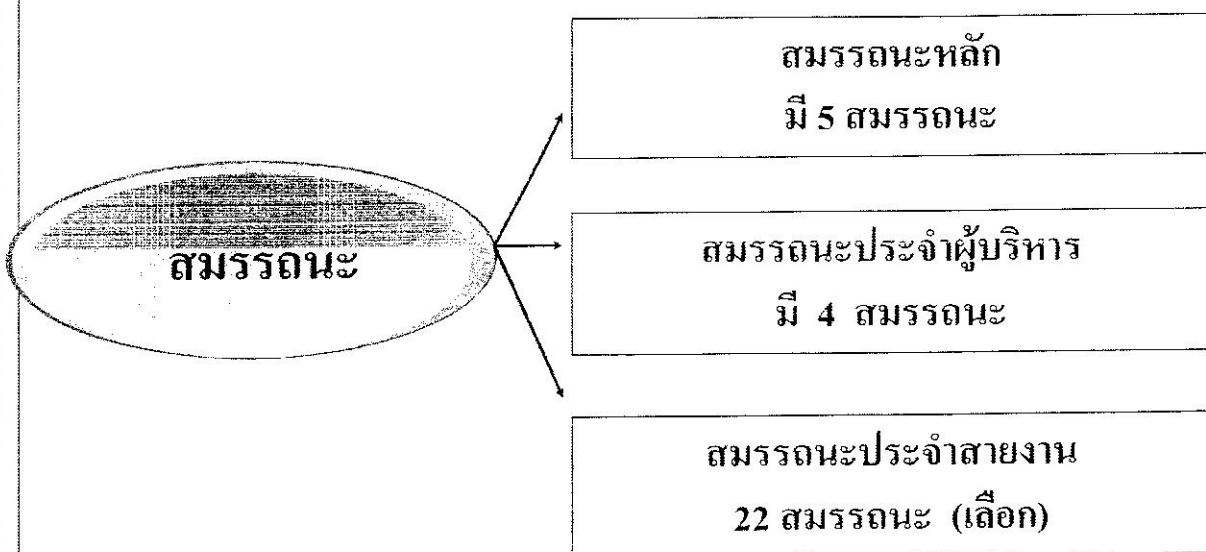 สมรรถนะหลัก
มี 5 สมรรถนะ
สมรรถนะ
สมรรถนะประจำผู้บริหาร
มี 4 สมรรถนะ
สมรรถนะประจำสายงาน
22 สมรรถนะ (เลือก)